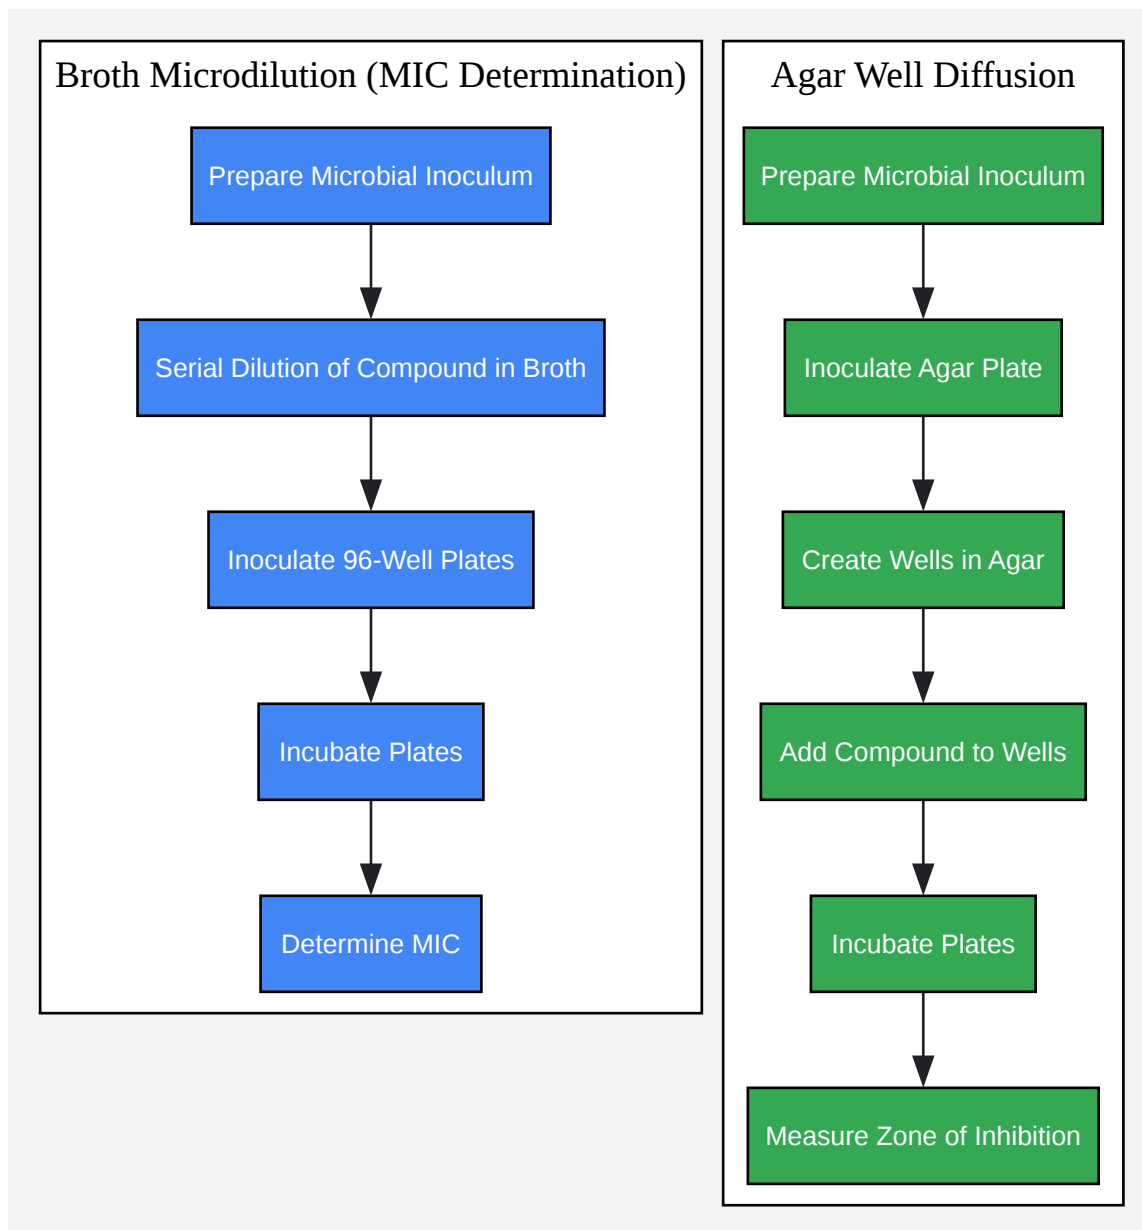 Broth Microdilution (MIC Determination)
Prepare Microbial Inoculum
Serial Dilution of Compound in Broth
Inoculate 96-Well Plates
Incubate Plates
Determine MIC
Agar Well Diffusion
Prepare Microbial Inoculum
Inoculate Agar Plate
Create Wells in Agar
Add Compound to Wells
Incubate Plates
Measure Zone of Inhibition